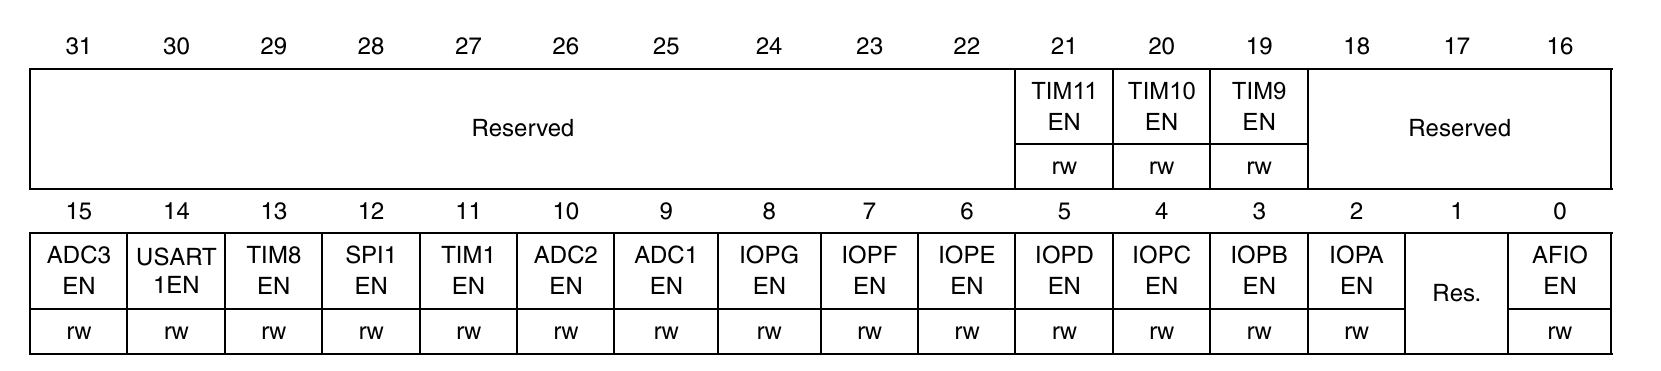 31 30 29 28 27 26 25 24 23 22 21 20 19 18 17 16
Reserved TIM11 EN TIM10 EN TIM9 EN Reserved
rw rw rw
15 14 13 12 11 10 9 8 7 6 5 4 3 2 1 0
ADC3 EN USART 1EN TIM8 EN SPI1 EN TIM1 EN ADC2 EN ADC1 EN IOPG EN IOPF EN IOPE EN IOPD EN IOPC EN IOPB EN IOPA EN Res. AFIO EN
rw rw rw rw rw rw rw rw rw rw rw rw rw rw rw